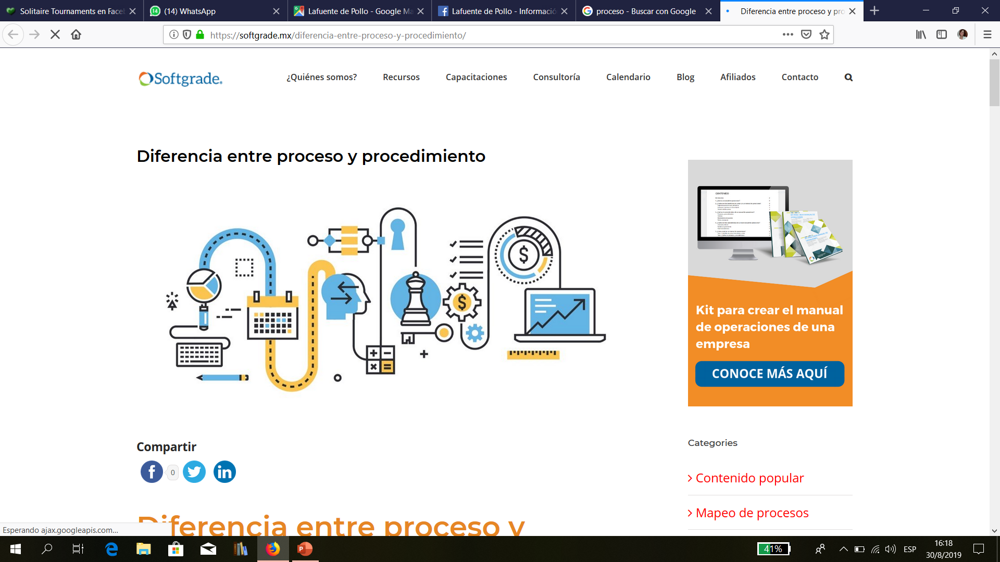 Solitaire Tournaments en Face
(14) WhatsApp
Lafuente de Pollo - Google Ma
Lafuente de Pollo - Informació
proceso - Buscar con Google
Diferencia entre proceso y pro
https://softgrade.mx/diferencia-entre-proceso-y-procedimiento/
Softgrade.
¿Quiénes somos?
Recursos
Capacitaciones
Consultoría
Calendario
Blog
Afiliados
Contacto
Diferencia entre proceso y procedimiento
CONTENIDO
Kit para crear el manual
de operaciones de una
empresa
CONOCE MÁS AQUÍ
Compartir
0
Categories
Contenido popular
Mapeo de procesos
Diferencia entre proceso y
Esperando ajax.googleapis.com...
41%
ESP
16:18
30/8/2019